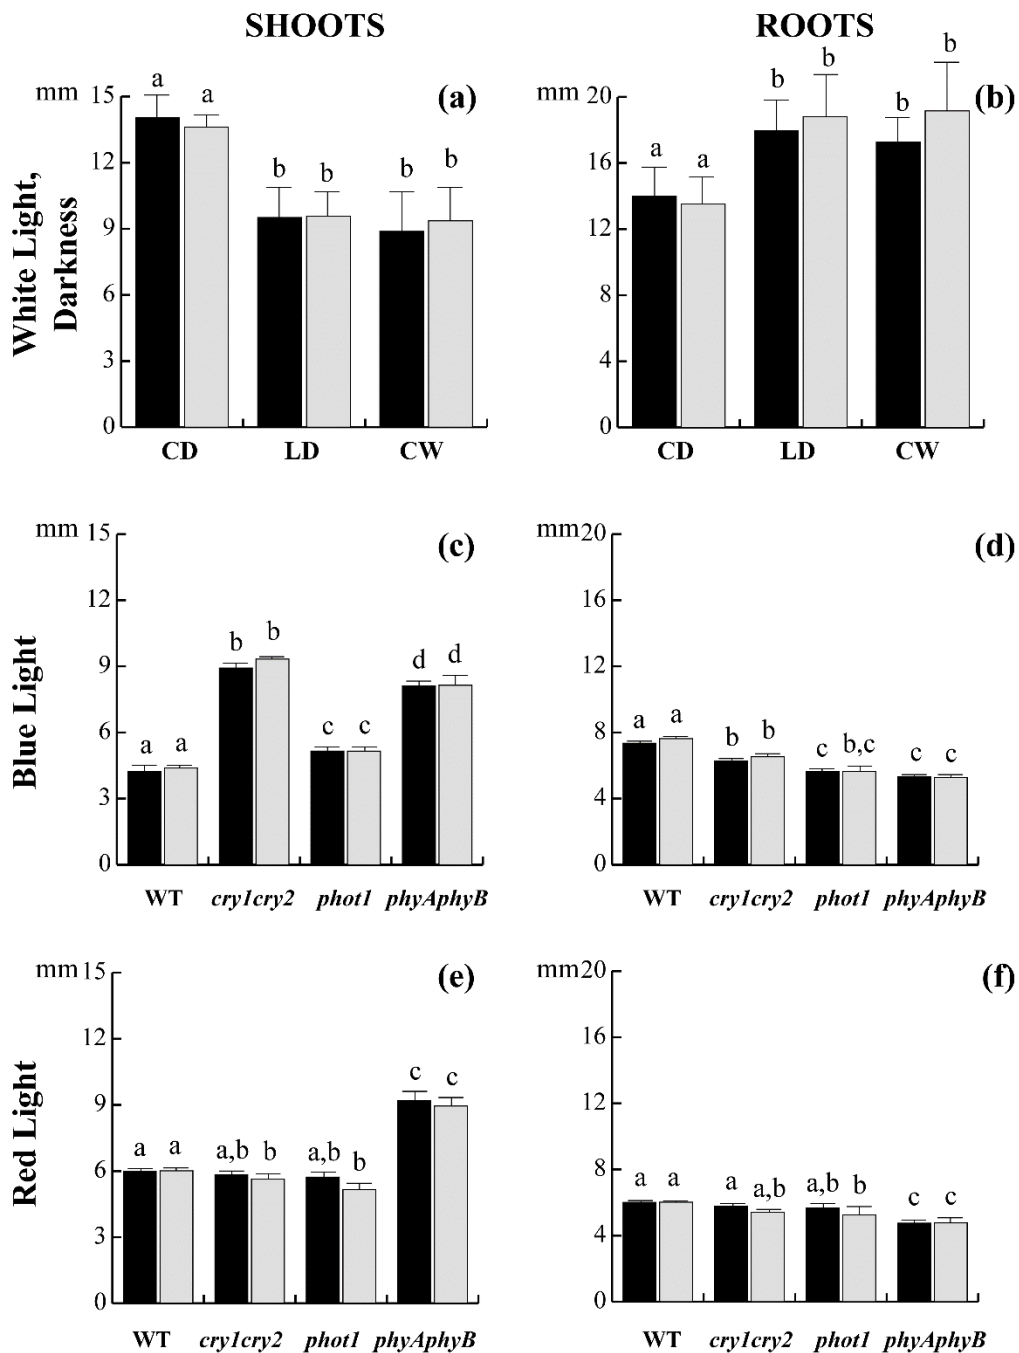 SHOOTS
ROOTS
White Light,
Darkness
mm 15
12
9
6
3
0
a a b b b b
(a)
CD LD CW
20
16
12
8
4
0
a a b b b b
(b)
CD LD CW
Blue Light
mm 15
12
9
6
3
0
a a b b c c d d
(c)
WT cry1cry2 phot1 phyAphyB
mm 20
16
12
8
4
0
a a b b c b,c c c
(d)
WT cry1cry2 phot1 phyAphyB
Red Light
mm 15
12
9
6
3
0
a a a,b b a,b b c c
(e)
WT cry1cry2 phot1 phyAphyB
mm 20
16
12
8
4
0
a a a a,b a,b b c c
(f)
WT cry1cry2 phot1 phyAphyB